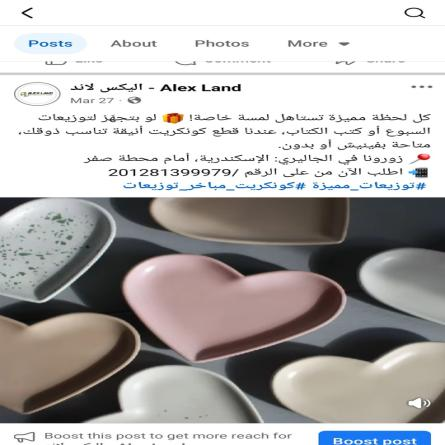 Posts About Photos More
Like Comment Share
اليكس لاند - Alex Land
Mar 27 ·
كل لحظة مميزة تستاهل لمسة خاصة! 🎁 لو بتجهز لتوزيعات
السبوع أو كتب الكتاب، عندنا قطع كونكريت أنيقة تناسب ذوقك،
متاحة بفينيش أو بدون.
📍 زورونا في الجاليري: الإسكندرية، أمام محطة صفر
📲 اطلب الآن من على الرقم /201281399979
#توزيعات_مميزة #كونكريت_مباخر_توزيعات
Boost this post to get more reach for
Boost post